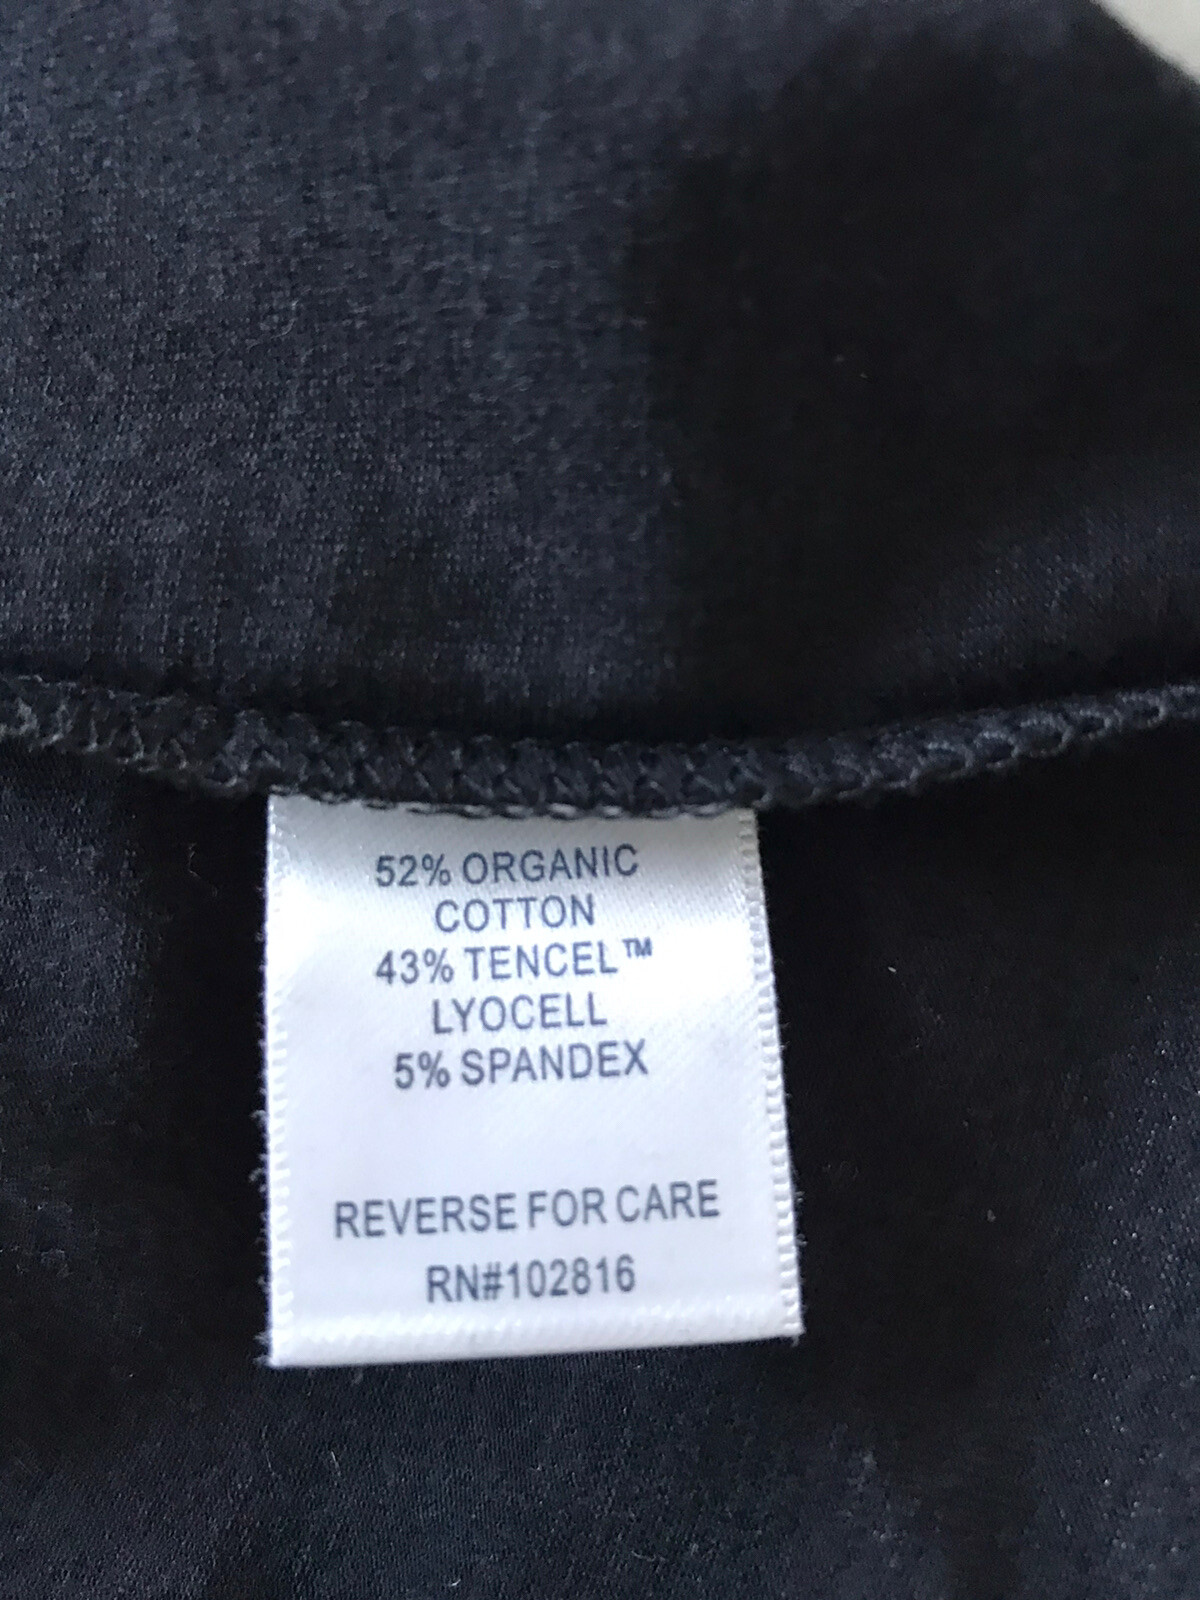 52% ORGANIC
COTTON
43% TENCEL™
LYOCELL
5% SPANDEX
REVERSE FOR CARE
RN#102816